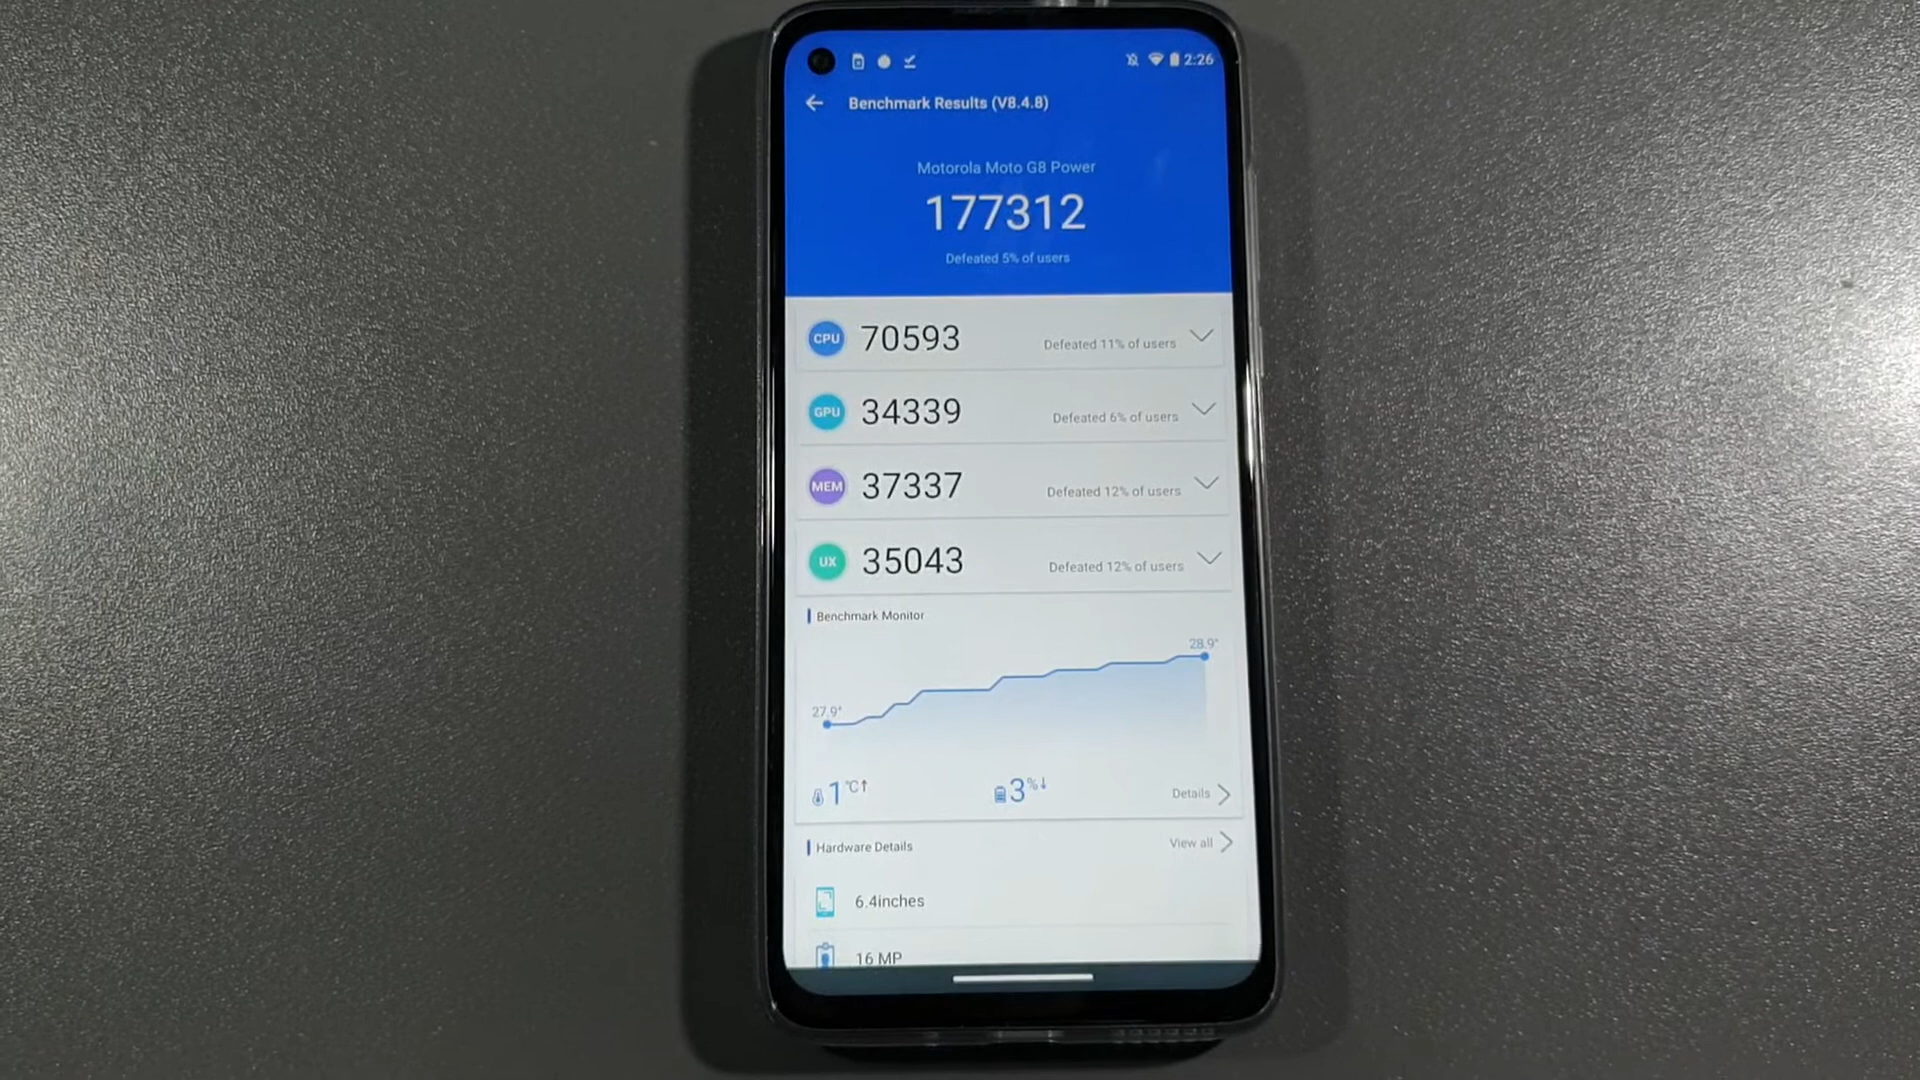 2:26
Benchmark Results (V8.4.8)
Motorola Moto G8 Power
177312
Defeated 5% of users
CPU 70593 Defeated 11% of users
GPU 34339 Defeated 6% of users
MEM 37337 Defeated 12% of users
UX 35043 Defeated 12% of users
Benchmark Monitor
28.9°
27.9°
1°C↑ 3%↓ Details
Hardware Details View all
6.4inches
16 MP